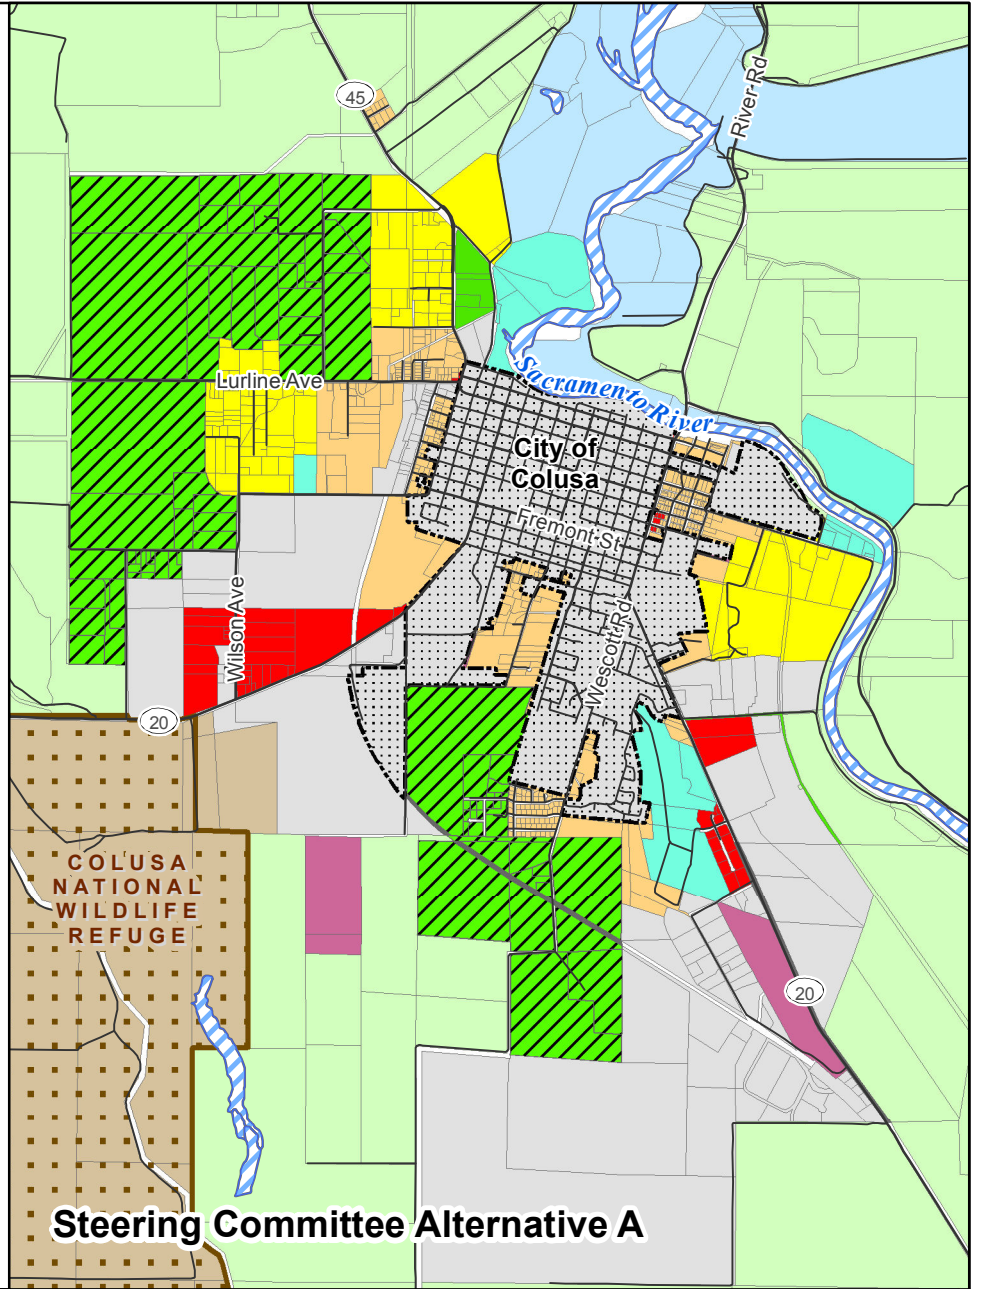 45
River Rd
Lurline Ave
Sacramento River
City of
Colusa
Fremont St
Wilson Ave
Wescott Rd
20
COLUSA
NATIONAL
WILDLIFE
REFUGE
20
Steering Committee Alternative A